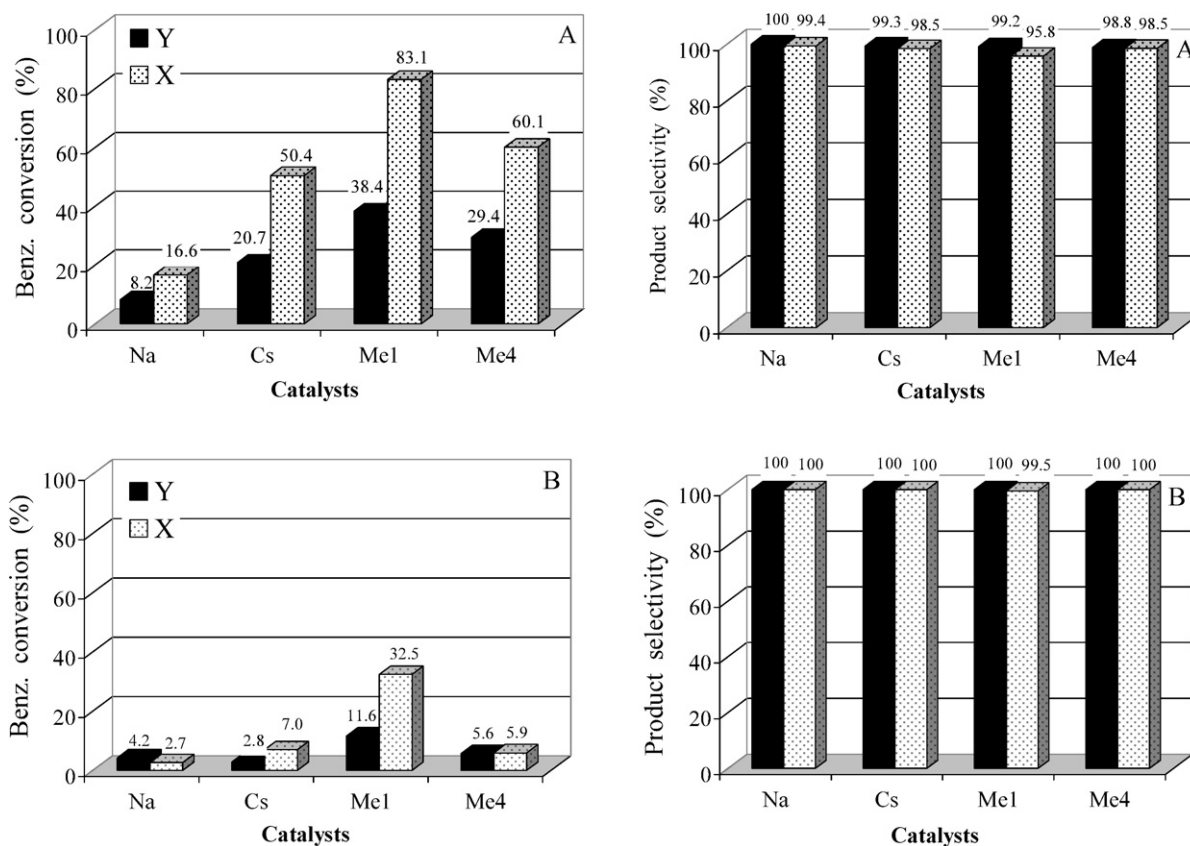 Benz. conversion (%)
100
80
60
40
20
0
Y
X
A
8.2
16.6
20.7
50.4
38.4
83.1
29.4
60.1
Na Cs Me1 Me4
Catalysts
Product selectivity (%)
100
80
60
40
20
0
A
100 99.4
99.3 98.5
99.2 95.8
98.8 98.5
Na Cs Me1 Me4
Catalysts
Benz. conversion (%)
100
80
60
40
20
0
Y
X
B
4.2 2.7
2.8 7.0
11.6 32.5
5.6 5.9
Na Cs Me1 Me4
Catalysts
Product selectivity (%)
100
80
60
40
20
0
B
100 100
100 100
100 99.5
100 100
Na Cs Me1 Me4
Catalysts